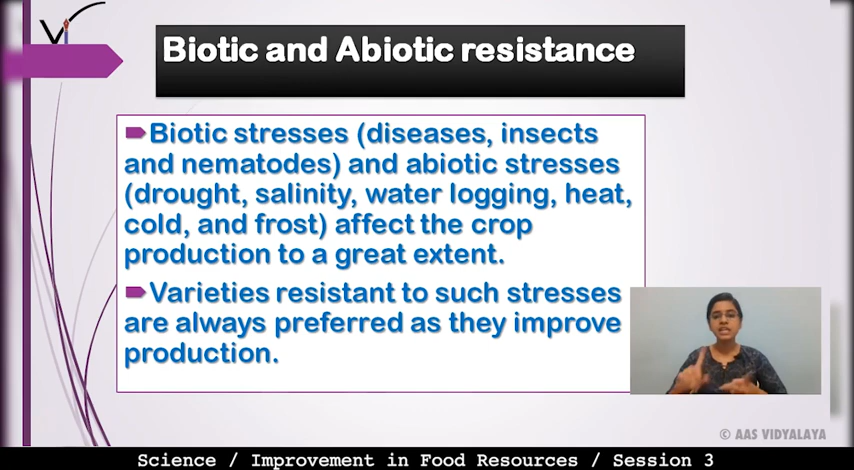 Vi
Biotic and Abiotic resistance
Biotic stresses (diseases, insects
and nematodes) and abiotic stresses
(drought, salinity, water logging, heat,
cold, and frost) affect the crop
production to a great extent.
Varieties resistant to such stresses
are always preferred as they improve
production.
© AAS VIDYALAYA
Science / Improvement in Food Resources / Session 3